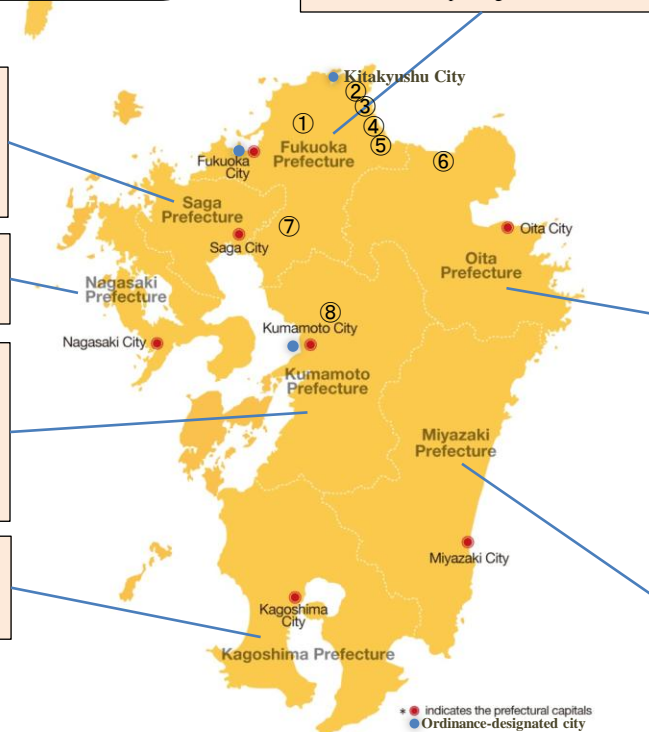 Kitakyushu City
②
③
①
④
Fukuoka
Prefecture
⑤
⑥
Fukuoka
City
Saga
Prefecture
⑦
Oita City
Saga City
Oita
Prefecture
Nagasaki
Prefecture
⑧
Kumamoto City
Nagasaki City
Kumamoto
Prefecture
Miyazaki
Prefecture
Miyazaki City
Kagoshima
City
Kagoshima Prefecture
* indicates the prefectural capitals
Ordinance-designated city